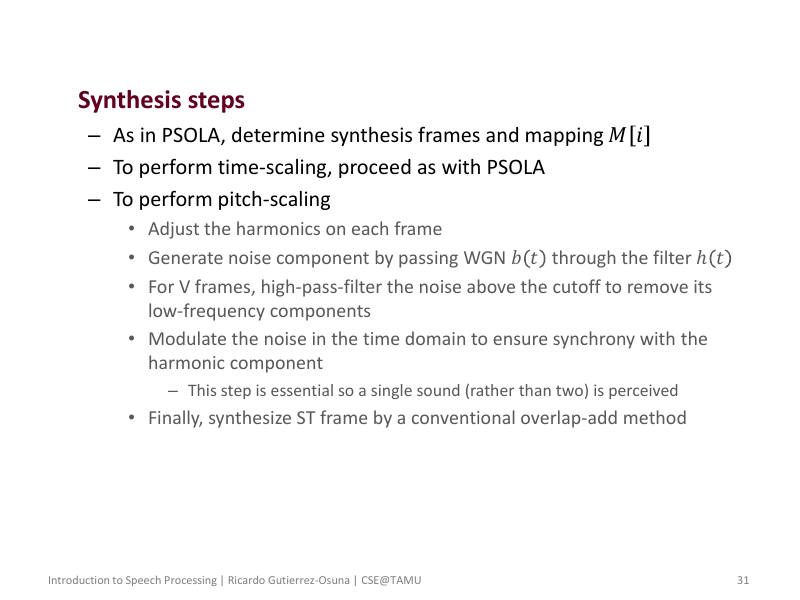 Synthesis steps
– As in PSOLA, determine synthesis frames and mapping M[i]
– To perform time-scaling, proceed as with PSOLA
– To perform pitch-scaling
• Adjust the harmonics on each frame
• Generate noise component by passing WGN b(t) through the filter h(t)
• For V frames, high-pass-filter the noise above the cutoff to remove its
low-frequency components
• Modulate the noise in the time domain to ensure synchrony with the
harmonic component
– This step is essential so a single sound (rather than two) is perceived
• Finally, synthesize ST frame by a conventional overlap-add method
Introduction to Speech Processing | Ricardo Gutierrez-Osuna | CSE@TAMU 31